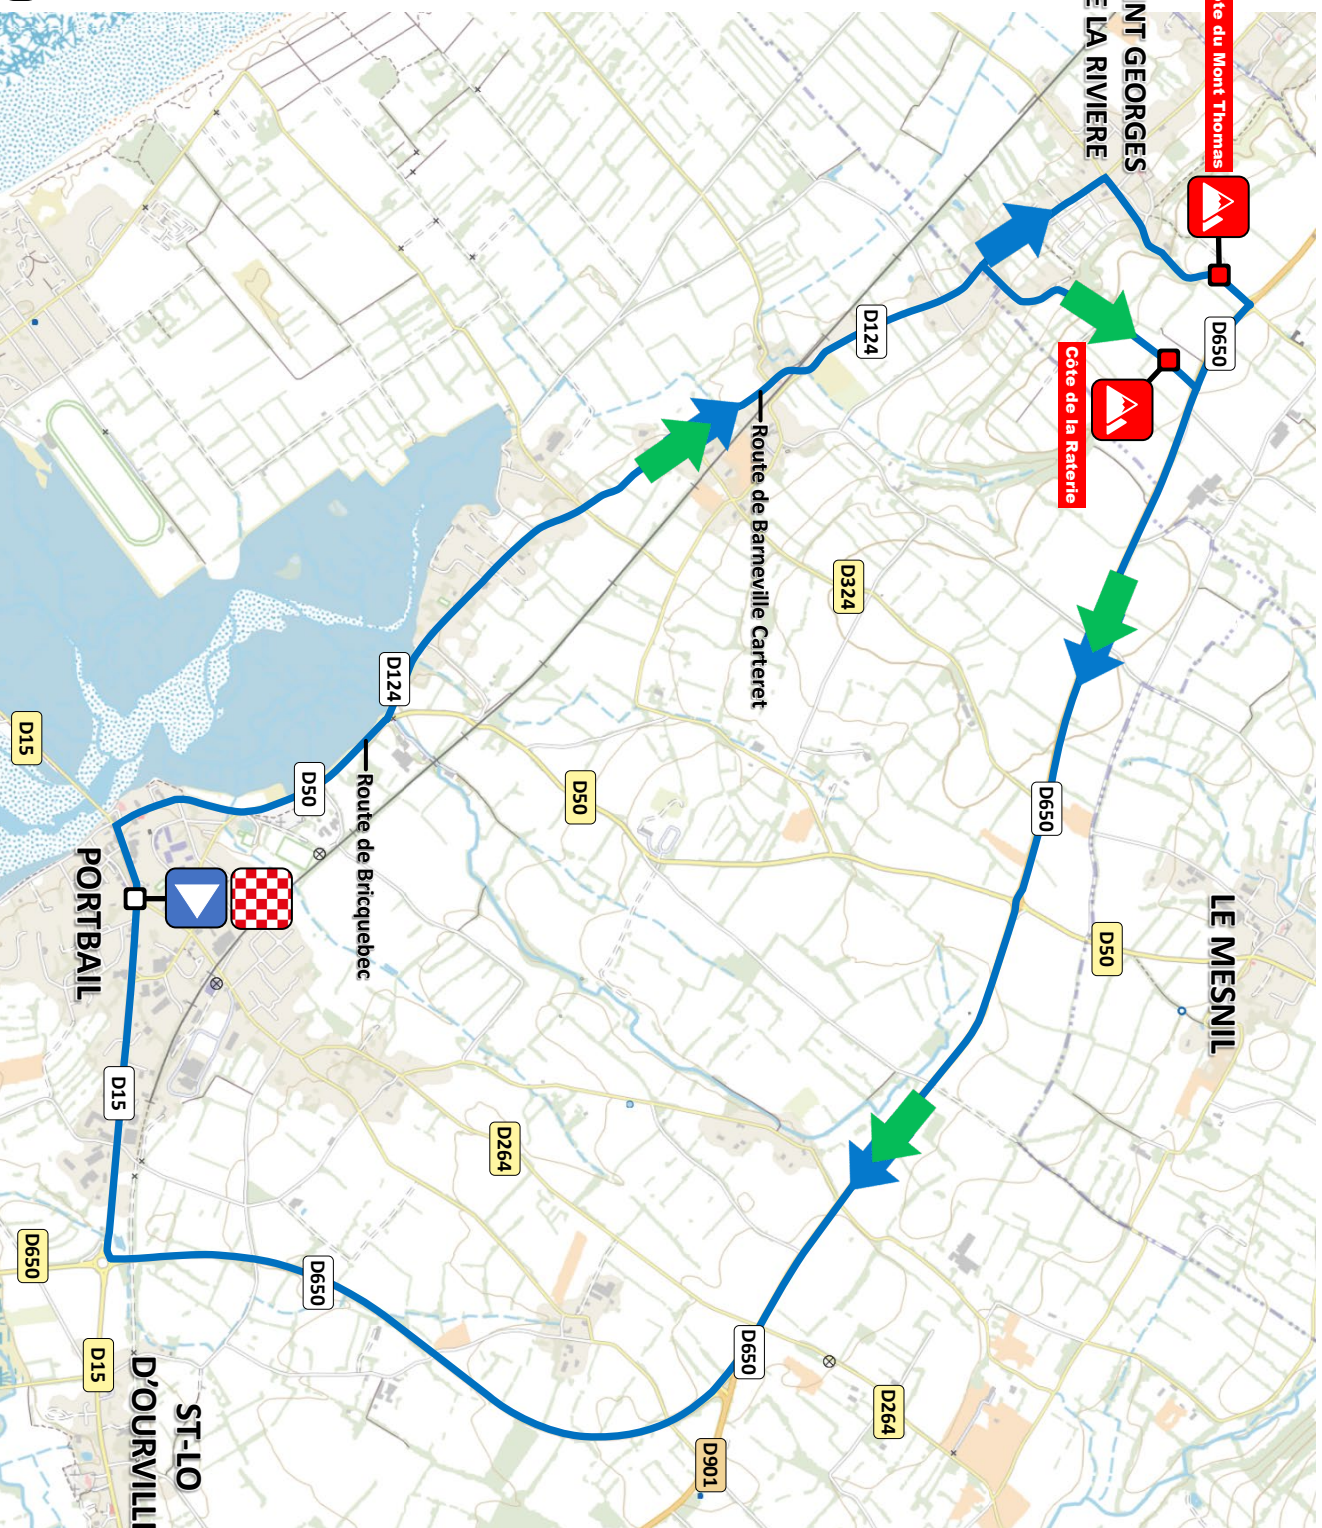 NT GEORGES
E LA RIVIERE
te du Mont Thomas
D650
Côte de la Raterie
D124
Route de Barneville Carteret
D324
D124
D15
D50
Route de Bricquebec
D50
D650
LE MESNIL
D50
PORTBAIL
D15
D264
D650
D650
D15
D650
D264
D901
ST-LO
D'OURVILL